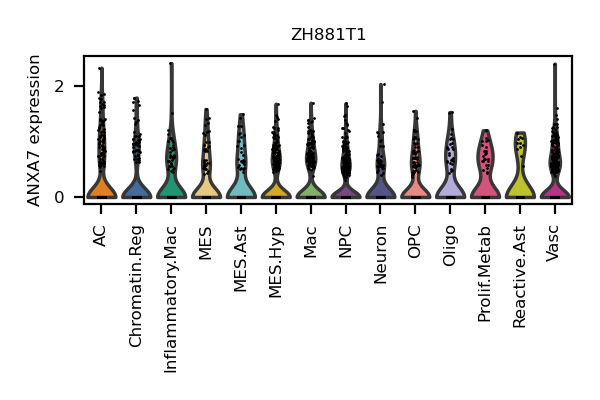 ZH881T1
ANXA7 expression
2
0
AC
Chromatin.Reg
Inflammatory.Mac
MES
MES.Ast
MES.Hyp
Mac
NPC
Neuron
OPC
Oligo
Prolif.Metab
Reactive.Ast
Vasc